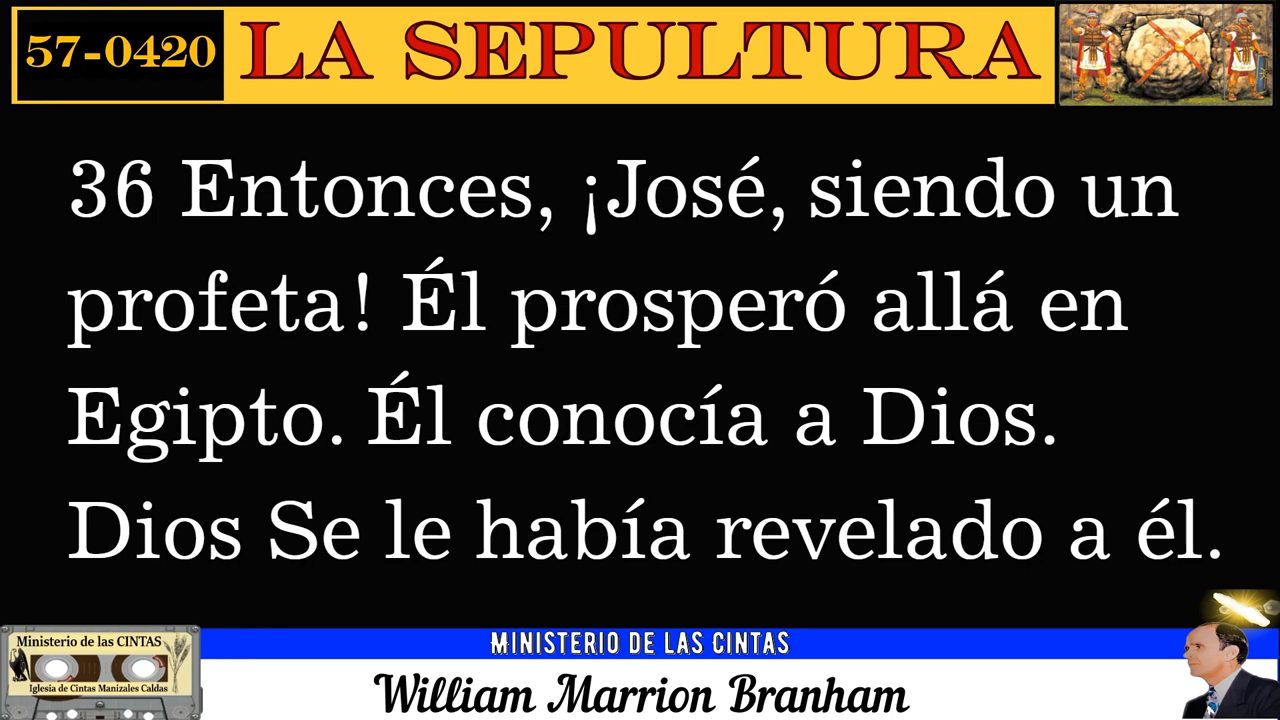 57-0420
LA SEPULTURA
36 Entonces, ¡José, siendo un
profeta! Él prosperó allá en
Egipto. Él conocía a Dios.
Dios Se le había revelado a él.
Ministerio de las CINTAS
Iglesia de Cintas Manizales Caldas
MINISTERIO DE LAS CINTAS
William Marrion Branham